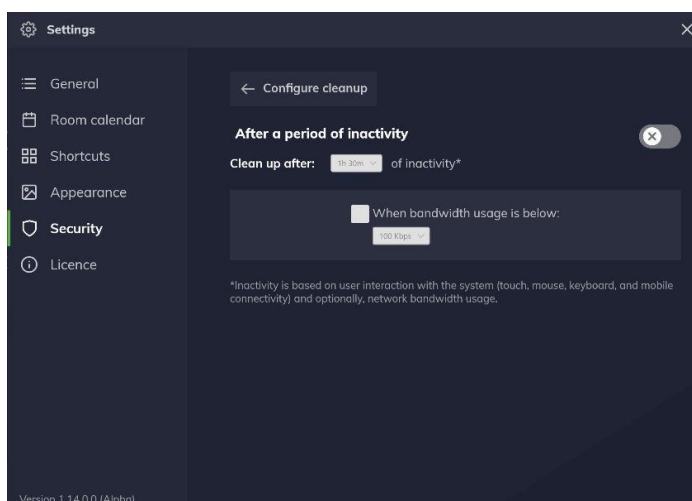 Settings
General
Room calendar
Shortcuts
Appearance
Security
Licence
← Configure cleanup
After a period of inactivity
Clean up after: 1h 30m of inactivity*
When bandwidth usage is below:
100 Kbps
*Inactivity is based on user interaction with the system (touch, mouse, keyboard, and mobile
connectivity) and optionally, network bandwidth usage.
Version 1.14.0.0 (Alpha)